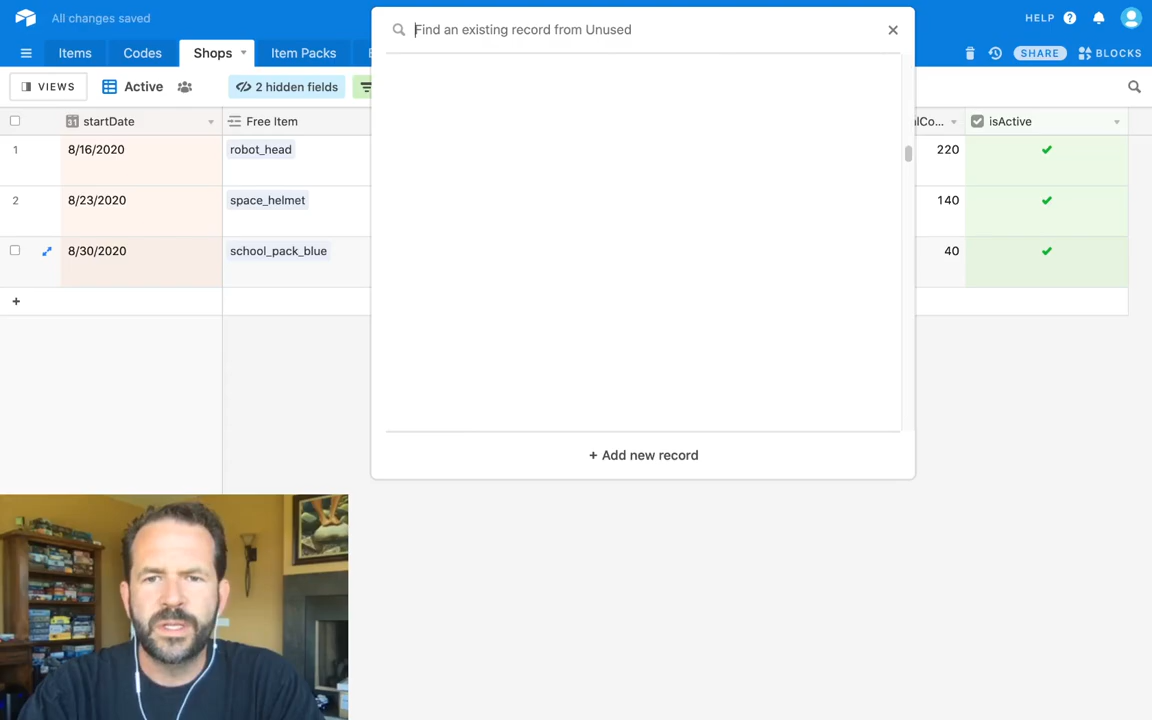 All changes saved
Find an existing record from Unused
HELP
Items
Codes
Shops
Item Packs
SHARE
BLOCKS
VIEWS
Active
2 hidden fields
startDate
Free Item
alCo...
isActive
1
8/16/2020
robot_head
220
2
8/23/2020
space_helmet
140
8/30/2020
school_pack_blue
40
+
+ Add new record